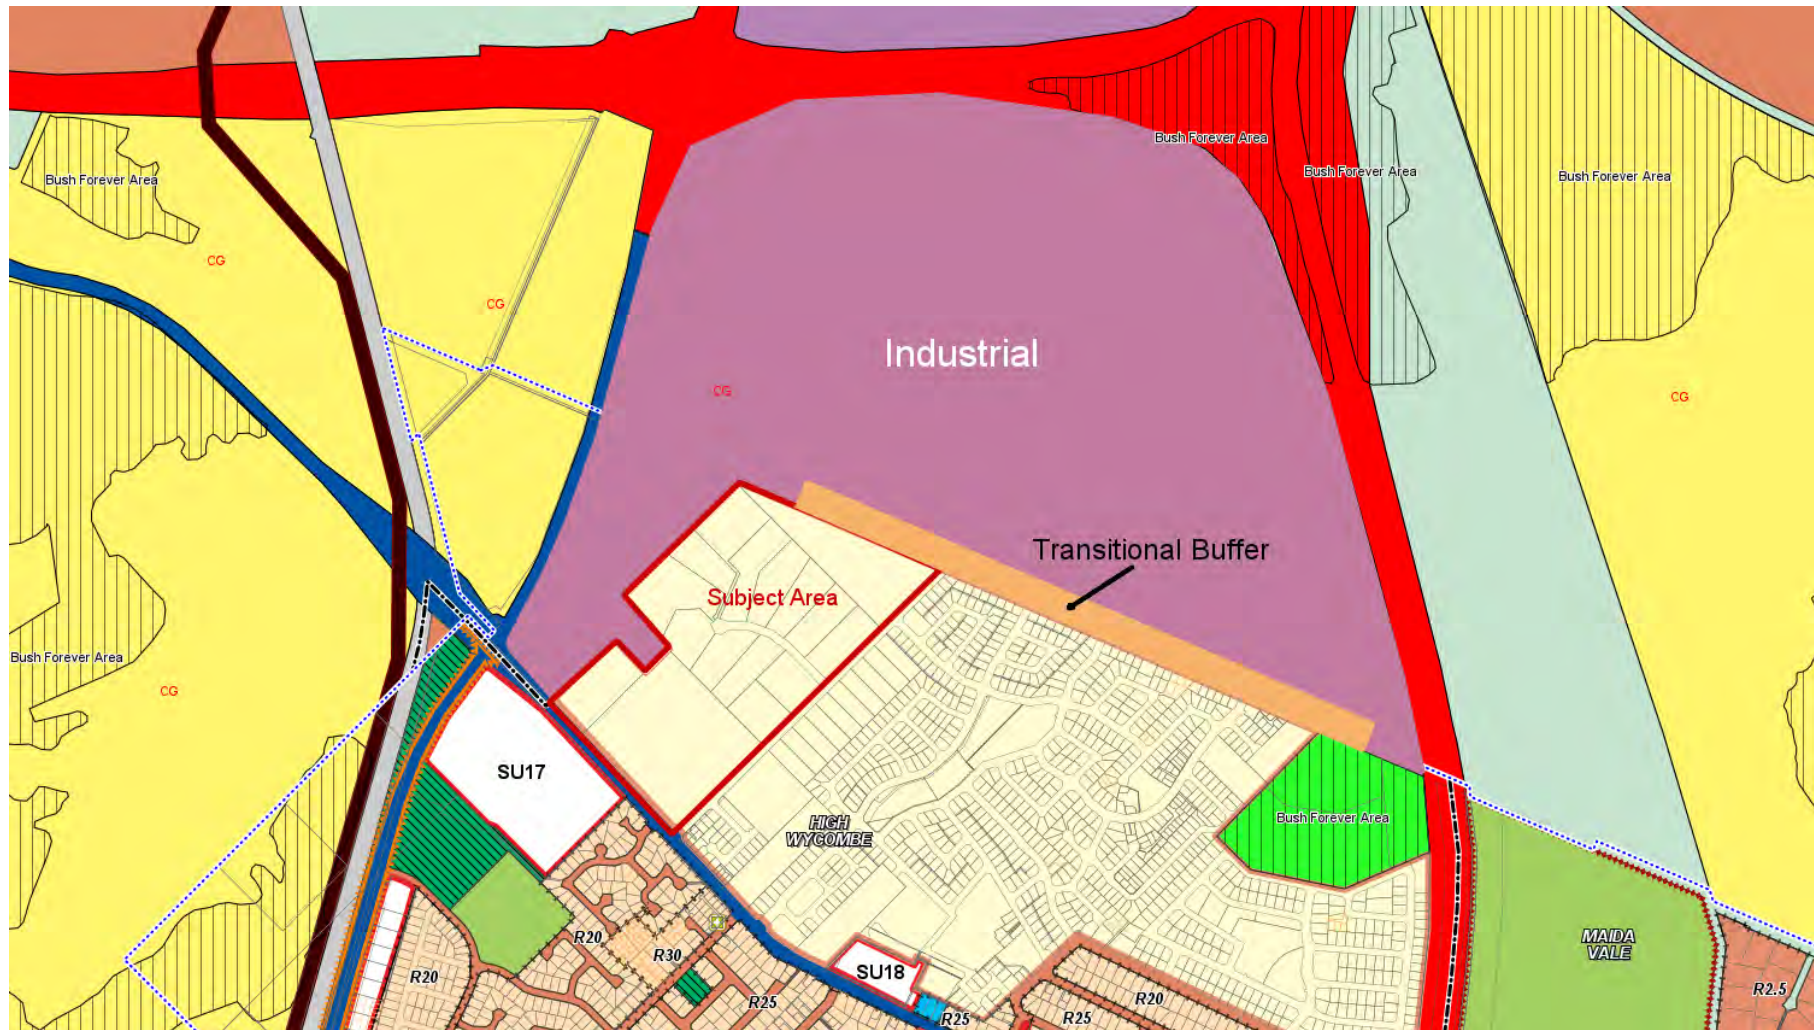 Bush Forever Area
Bush Forever Area
Bush Forever Area
Bush Forever Area
CG
CG
Industrial
CG
CG
Transitional Buffer
Subject Area
Bush Forever Area
CG
SU17
HIGH
WYCOMBE
Bush Forever Area
R20
R30
MAIDA
VALE
SU18
R20
R25
R20
R2.5
R25
R25